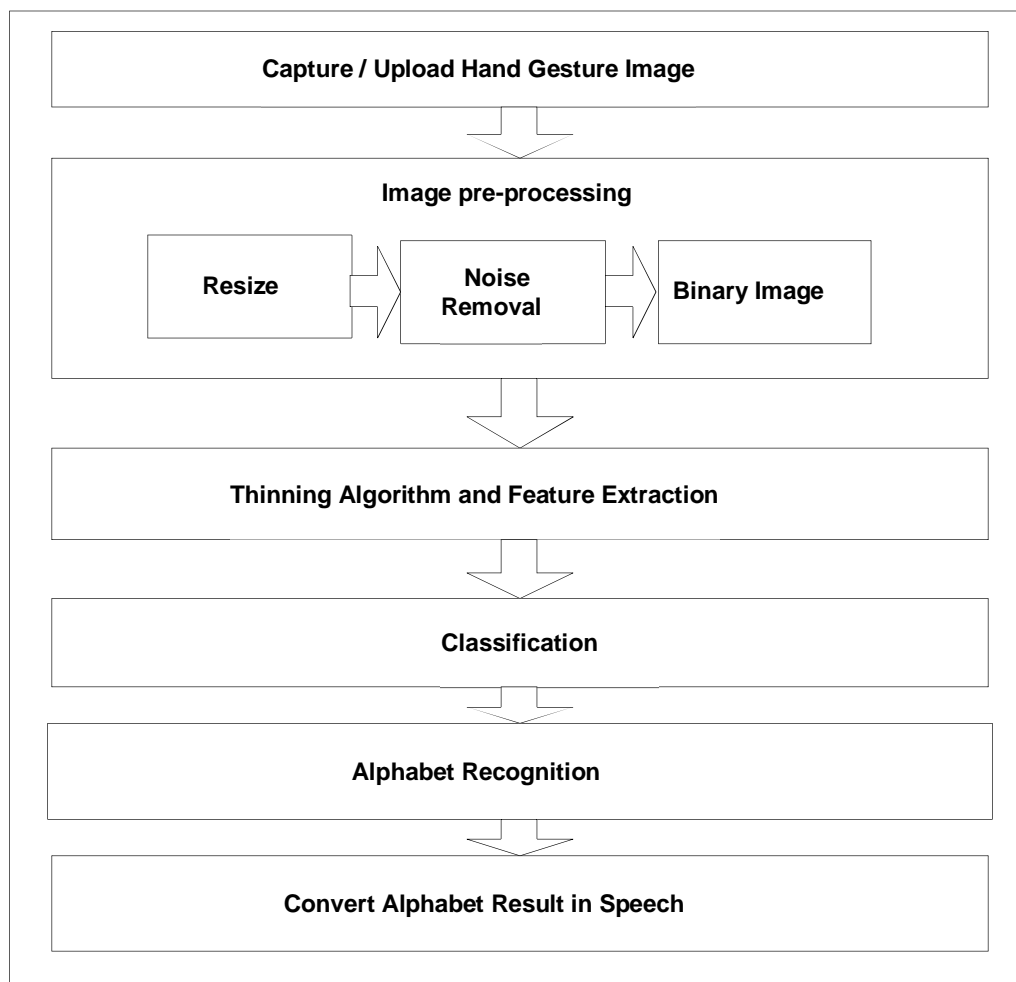 Capture / Upload Hand Gesture Image
Image pre-processing
Resize
Noise
Removal
Binary Image
Thinning Algorithm and Feature Extraction
Classification
Alphabet Recognition
Convert Alphabet Result in Speech